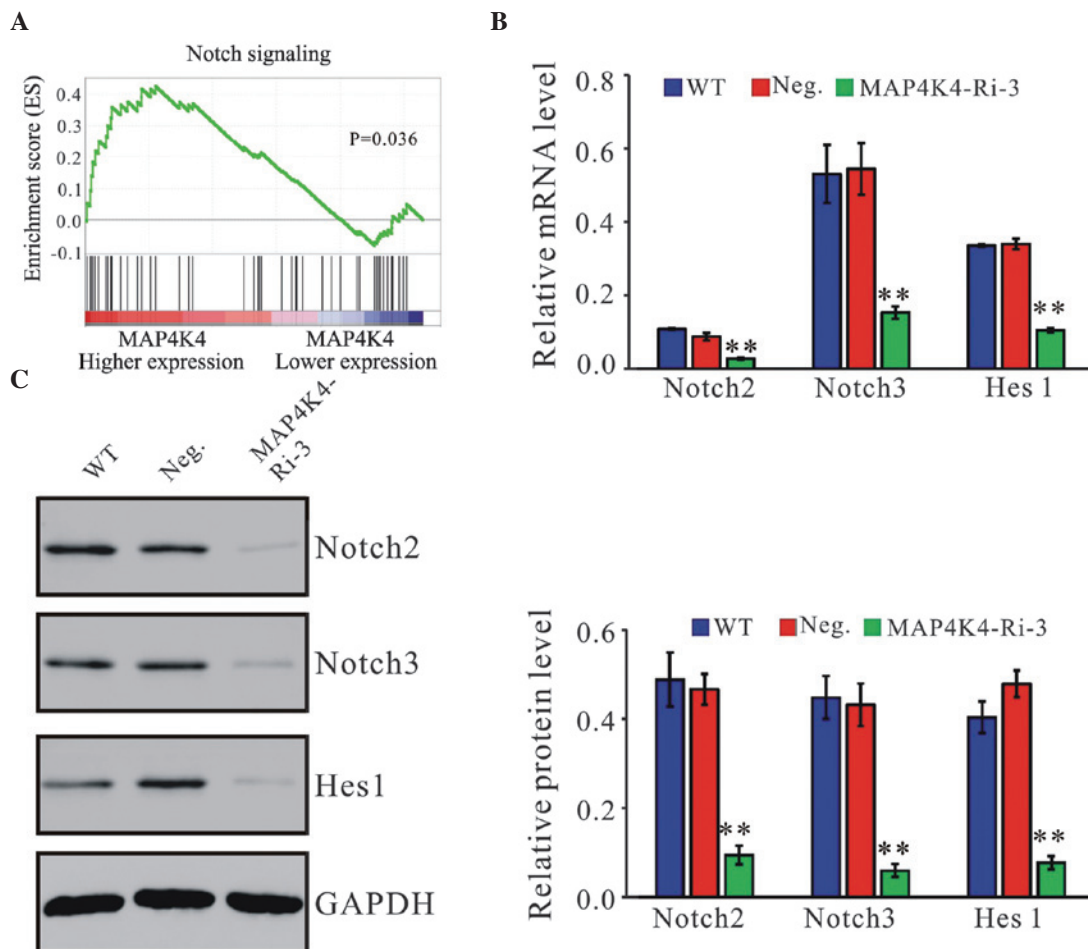 A
Notch signaling
Enrichment score (ES)
0.4
0.3
0.2
0.1
0.0
-0.1
P=0.036
MAP4K4
Higher expression
MAP4K4
Lower expression
B
Relative mRNA level
0.8
0.6
0.4
0.2
0.0
WT
Neg.
MAP4K4-Ri-3
**
**
**
Notch2
Notch3
Hes 1
C
WT
Neg.
MAP4K4-
Ri-3
Notch2
Notch3
Hes1
GAPDH
Relative protein level
0.6
0.4
0.2
0.0
WT
Neg.
MAP4K4-Ri-3
**
**
**
Notch2
Notch3
Hes 1